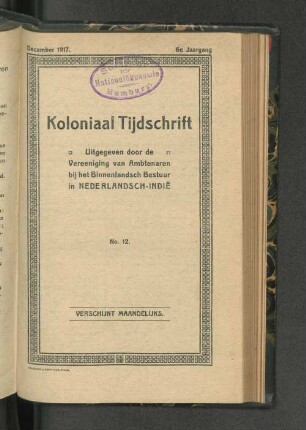 December 1917.
6e Jaargang
Nationalökonomie
Hamburg
Koloniaal Tijdschrift
Uitgegeven door de
Vereeniging van Ambtenaren
bij het Binnenlandsch Bestuur
in NEDERLANDSCH-INDIË
No. 12.
VERSCHIJNT MAANDELIJKS.